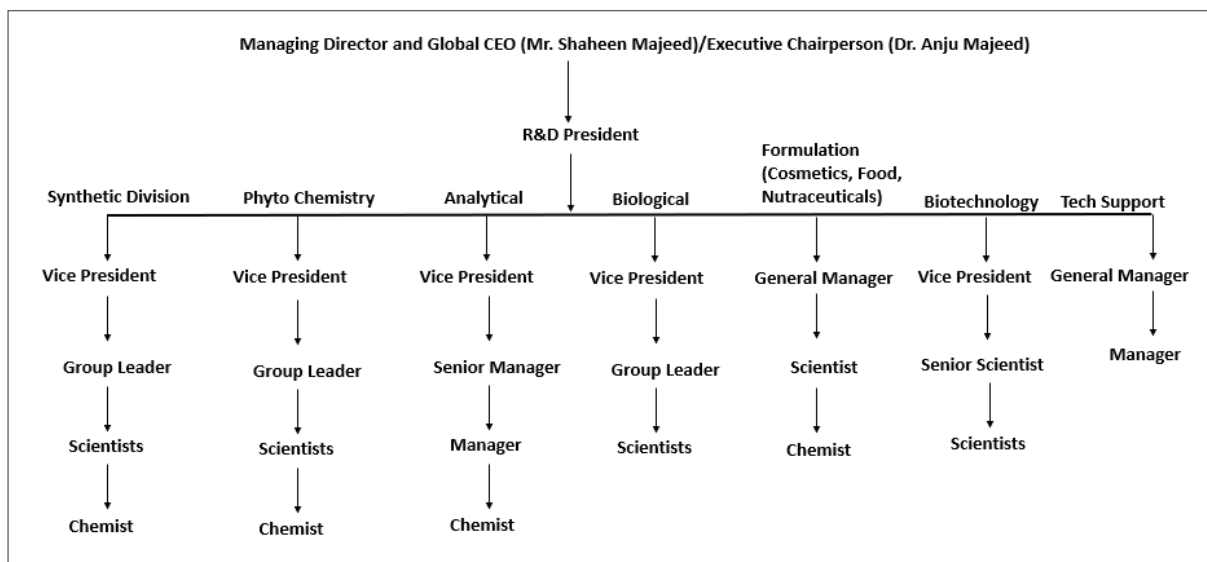 Managing Director and Global CEO (Mr. Shaheen Majeed)/Executive Chairperson (Dr. Anju Majeed)
R&D President
Synthetic Division
Phyto Chemistry
Analytical
Biological
Formulation
(Cosmetics, Food,
Nutraceuticals)
Biotechnology
Tech Support
Vice President
Vice President
Vice President
Vice President
General Manager
Vice President
General Manager
Group Leader
Group Leader
Senior Manager
Group Leader
Scientist
Senior Scientist
Manager
Scientists
Scientists
Manager
Scientists
Chemist
Scientists
Chemist
Chemist
Chemist